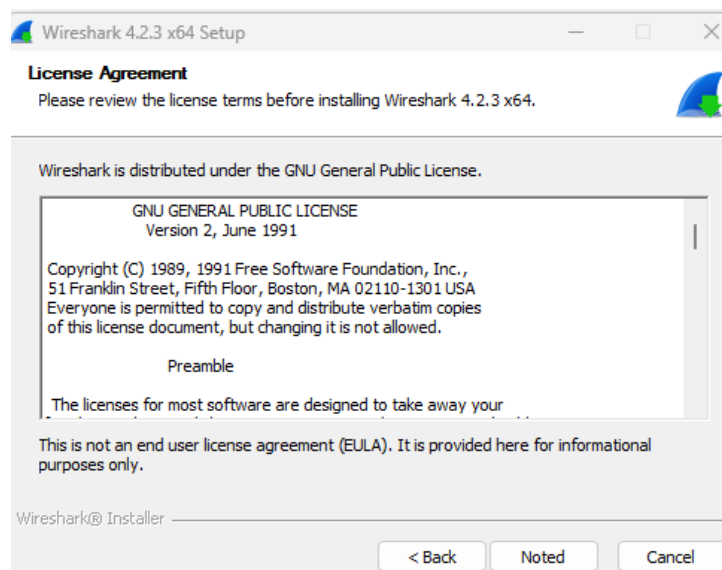 Wireshark 4.2.3 x64 Setup
License Agreement
Please review the license terms before installing Wireshark 4.2.3 x64.
Wireshark is distributed under the GNU General Public License.
GNU GENERAL PUBLIC LICENSE
Version 2, June 1991
Copyright (C) 1989, 1991 Free Software Foundation, Inc.,
51 Franklin Street, Fifth Floor, Boston, MA 02110-1301 USA
Everyone is permitted to copy and distribute verbatim copies
of this license document, but changing it is not allowed.
Preamble
The licenses for most software are designed to take away your
This is not an end user license agreement (EULA). It is provided here for informational
purposes only.
Wireshark® Installer
< Back Noted Cancel